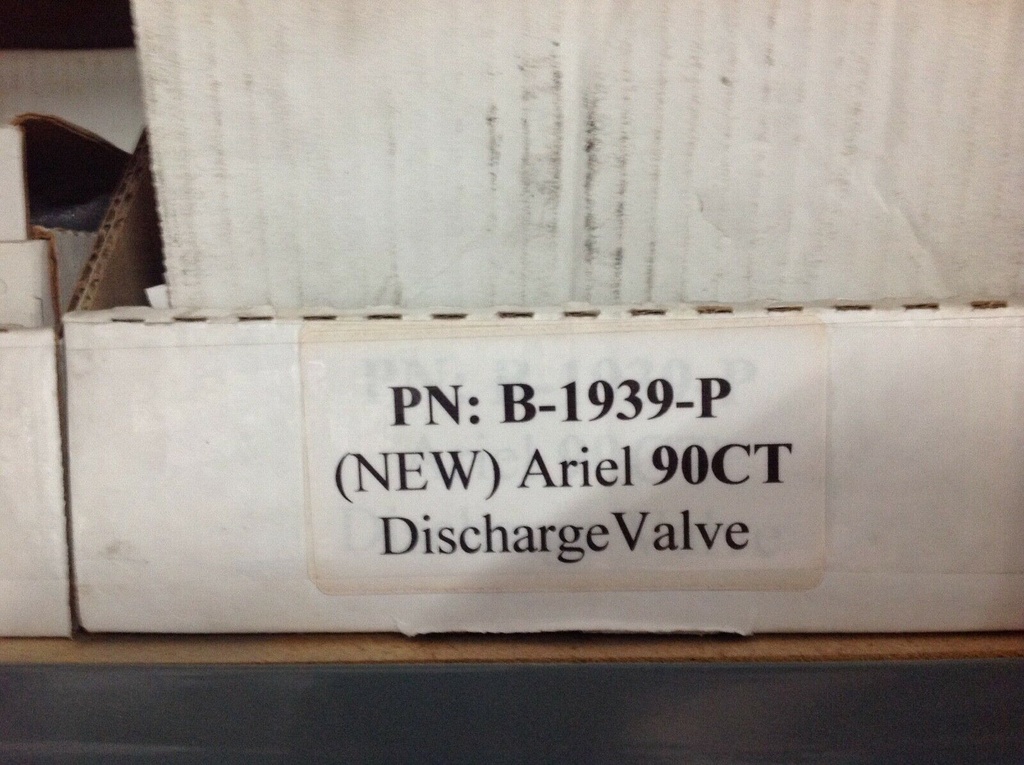 PN: B-1939-P
(NEW) Ariel 90CT
DischargeValve